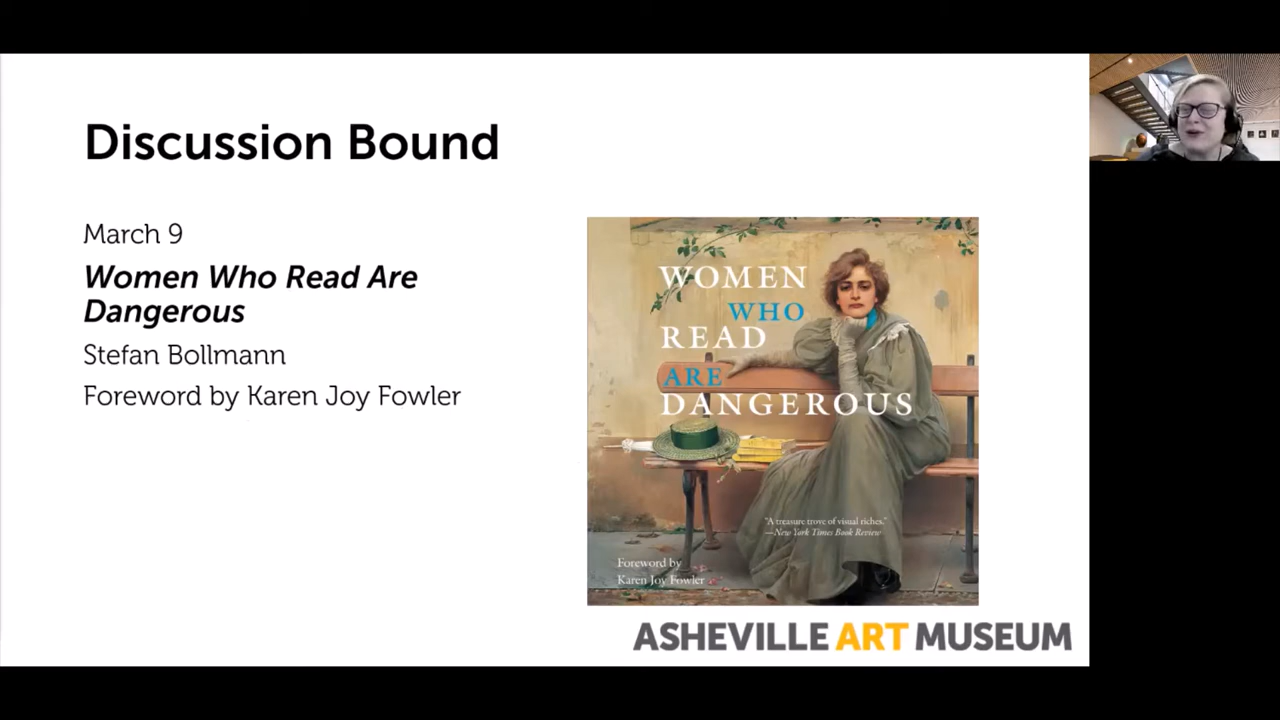 Discussion Bound
March 9
Women Who Read Are
Dangerous
Stefan Bollmann
Foreword by Karen Joy Fowler
WOMEN
WHO
READ
ARE
DANGEROUS
"A treasure trove of visual riches."
—New York Times Book Review
Foreword by
Karen Joy Fowler
ASHEVILLE ART MUSEUM